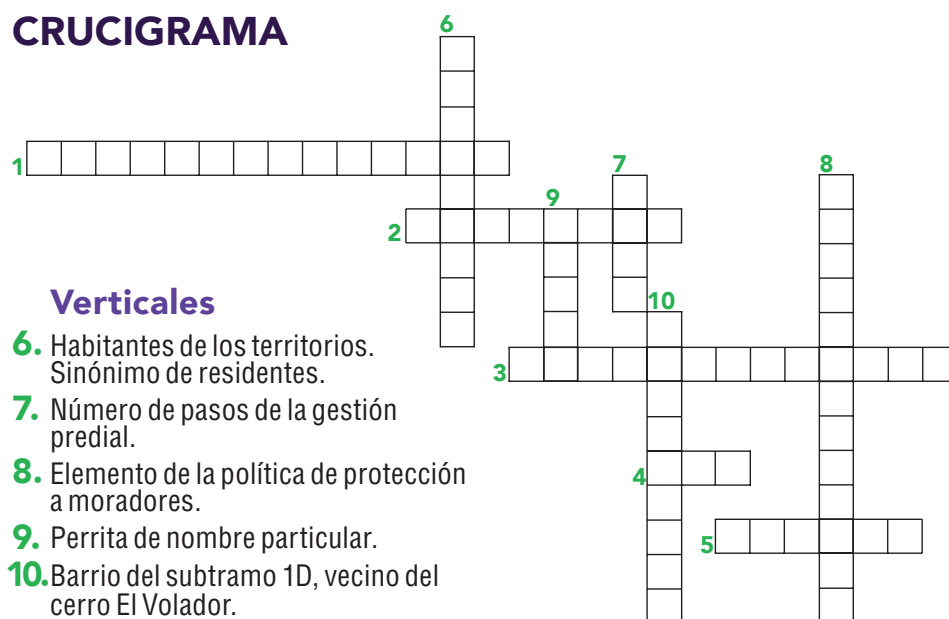 CRUCIGRAMA
6
1
7
8
9
2
Verticales
10
6. Habitantes de los territorios.
Sinónimo de residentes.
3
7. Número de pasos de la gestión
predial.
8. Elemento de la política de protección
a moradores.
4
9. Perrita de nombre particular.
5
10. Barrio del subtramo 1D, vecino del
cerro El Volador.